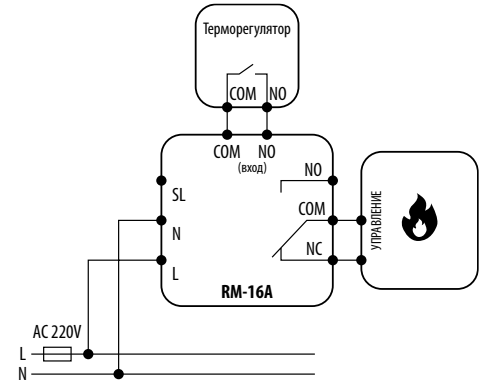 Терморегулятор
COM NO
COM NO
(вход)
NO
SL
COM
N
NC
L
УПРАВЛЕНИЕ
RM-16A
AC 220V
L
N